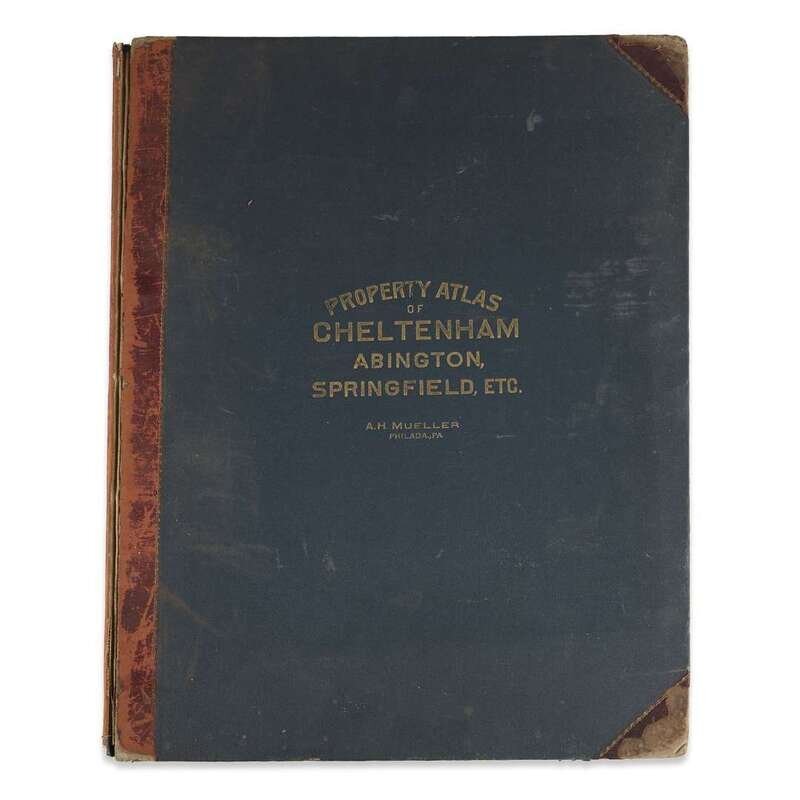 PROPERTY ATLAS
OF
CHELTENHAM
ABINGTON,
SPRINGFIELD, ETC.
A.H. MUELLER
PHILADA., PA